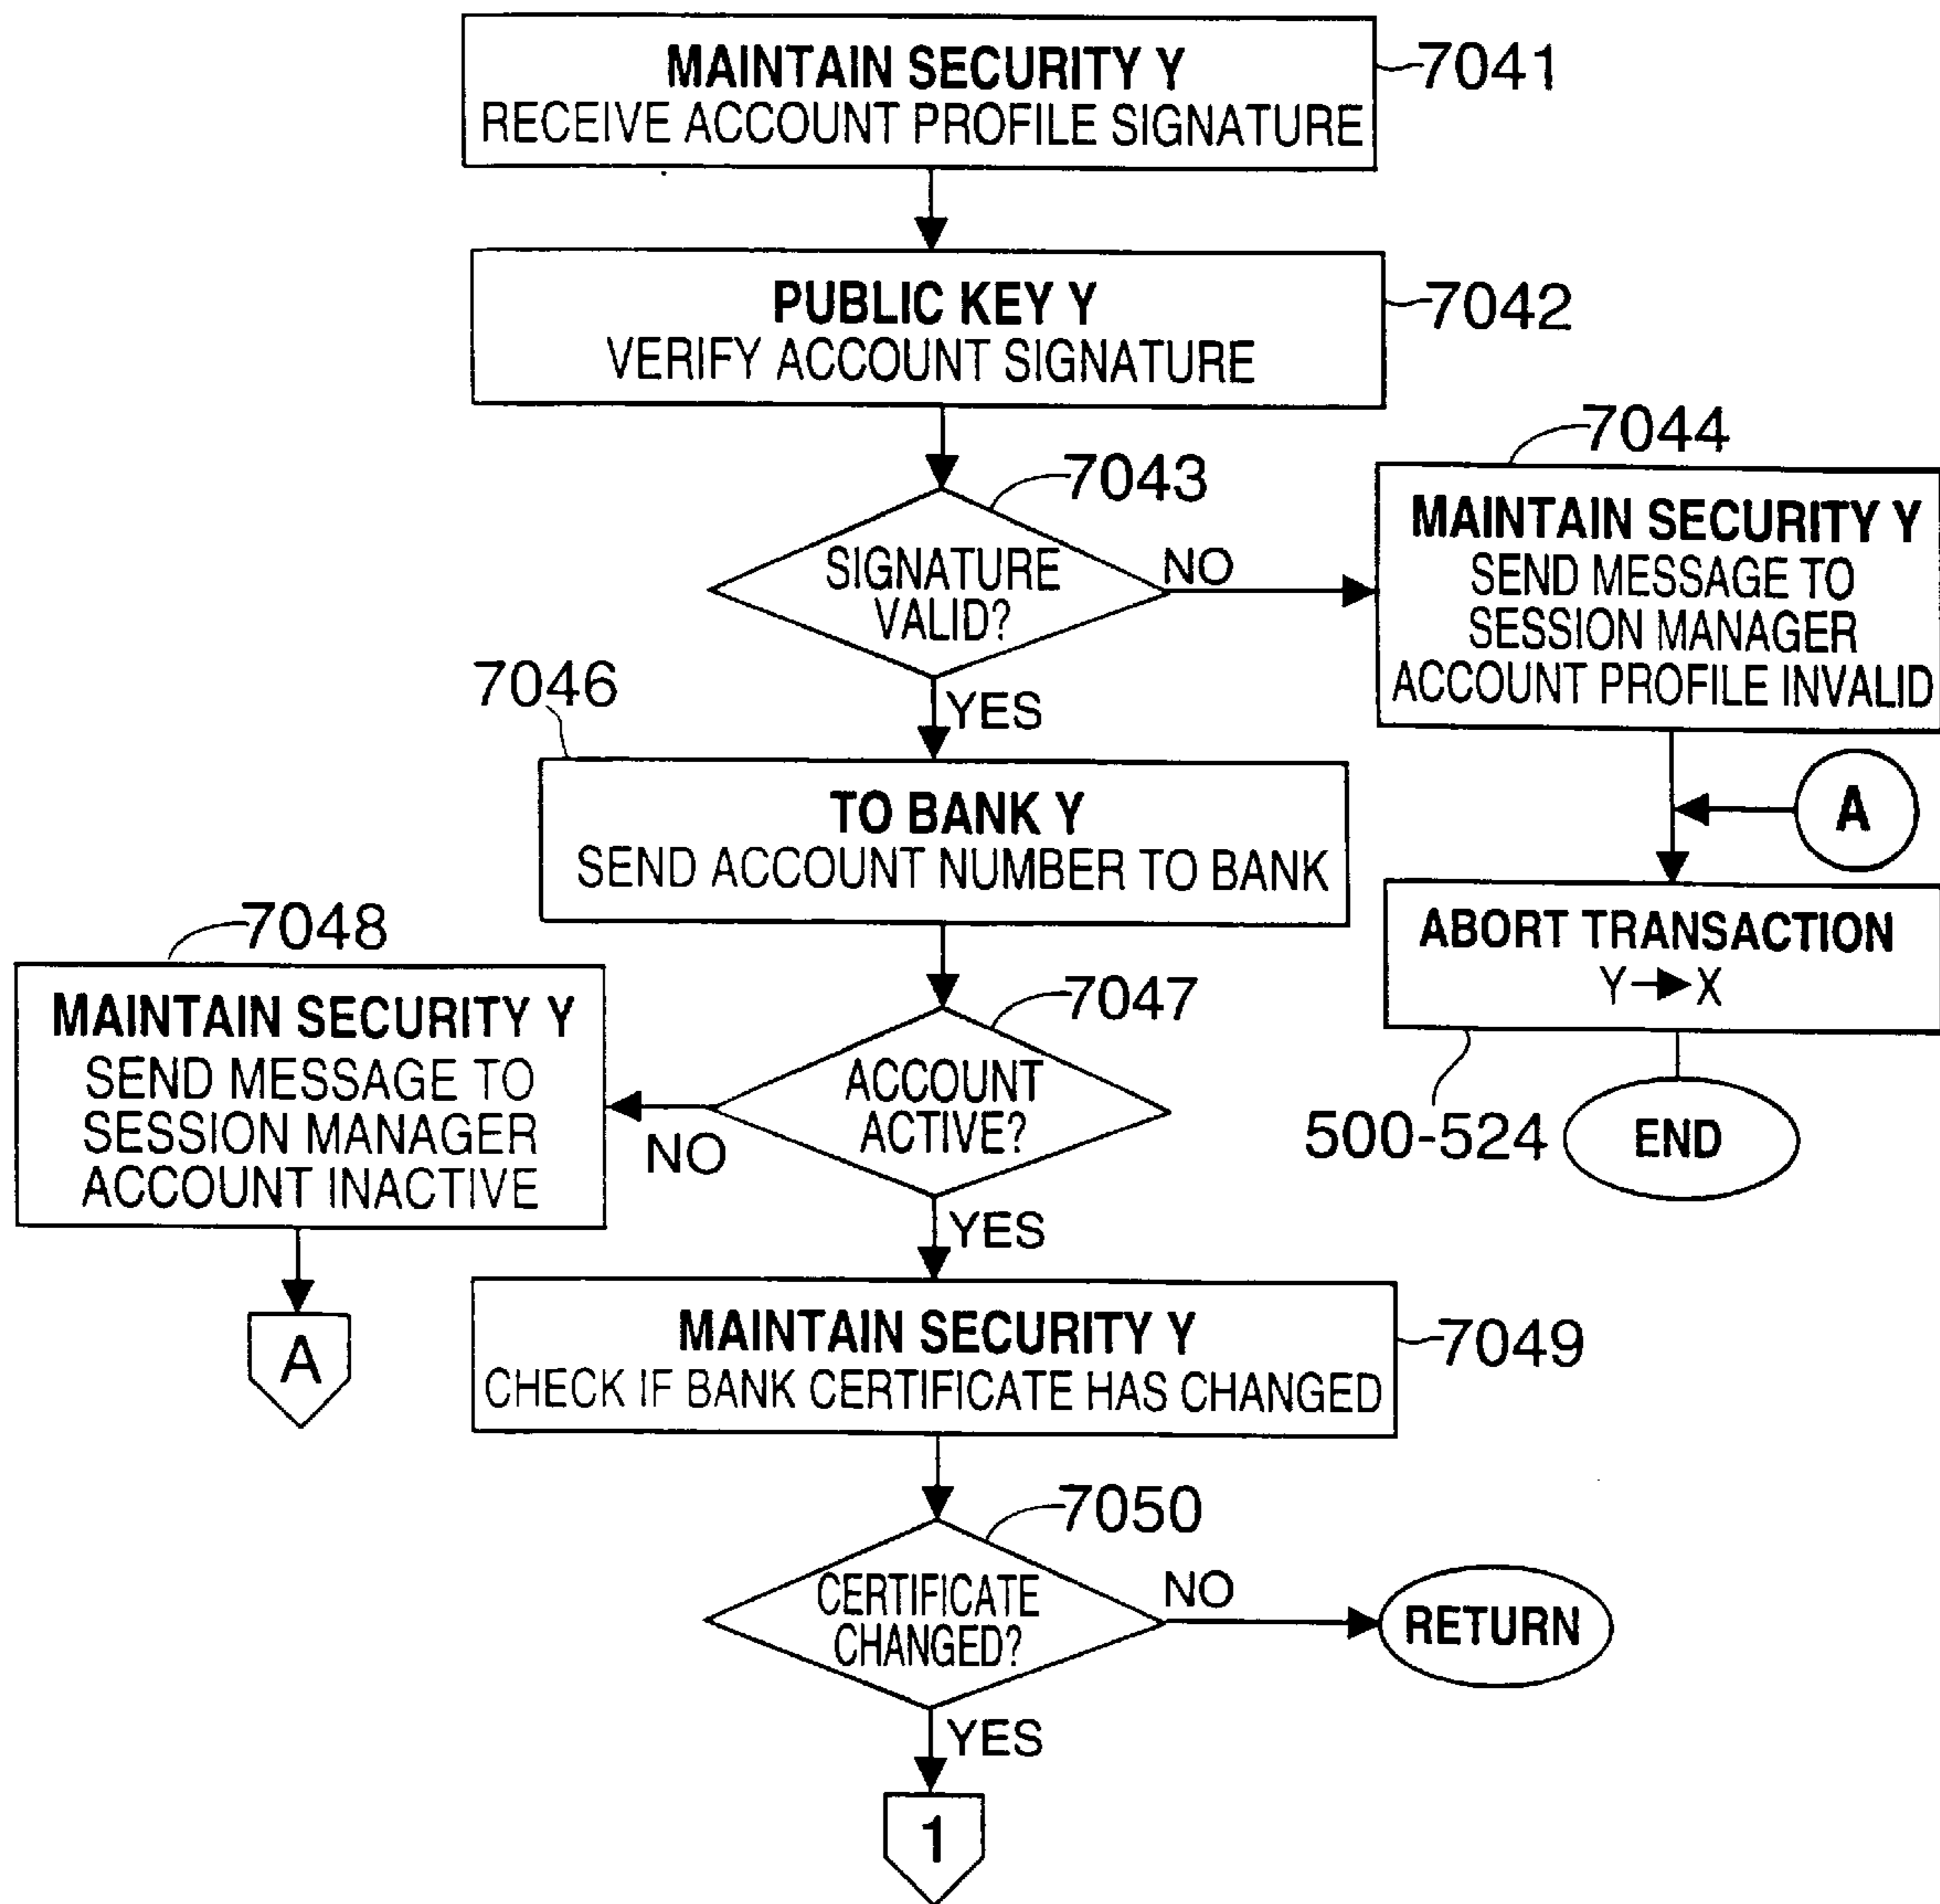 MAINTAIN SECURITY Y
RECEIVE ACCOUNT PROFILE SIGNATURE
7041
PUBLIC KEY Y
VERIFY ACCOUNT SIGNATURE
7042
7043
SIGNATURE
VALID?
NO
YES
7044
MAINTAIN SECURITY Y
SEND MESSAGE TO
SESSION MANAGER
ACCOUNT PROFILE INVALID
A
ABORT TRANSACTION
Y X
500-524
END
7046
TO BANK Y
SEND ACCOUNT NUMBER TO BANK
7047
ACCOUNT
ACTIVE?
NO
YES
7048
MAINTAIN SECURITY Y
SEND MESSAGE TO
SESSION MANAGER
ACCOUNT INACTIVE
A
MAINTAIN SECURITY Y
CHECK IF BANK CERTIFICATE HAS CHANGED
7049
7050
CERTIFICATE
CHANGED?
NO
RETURN
YES
1